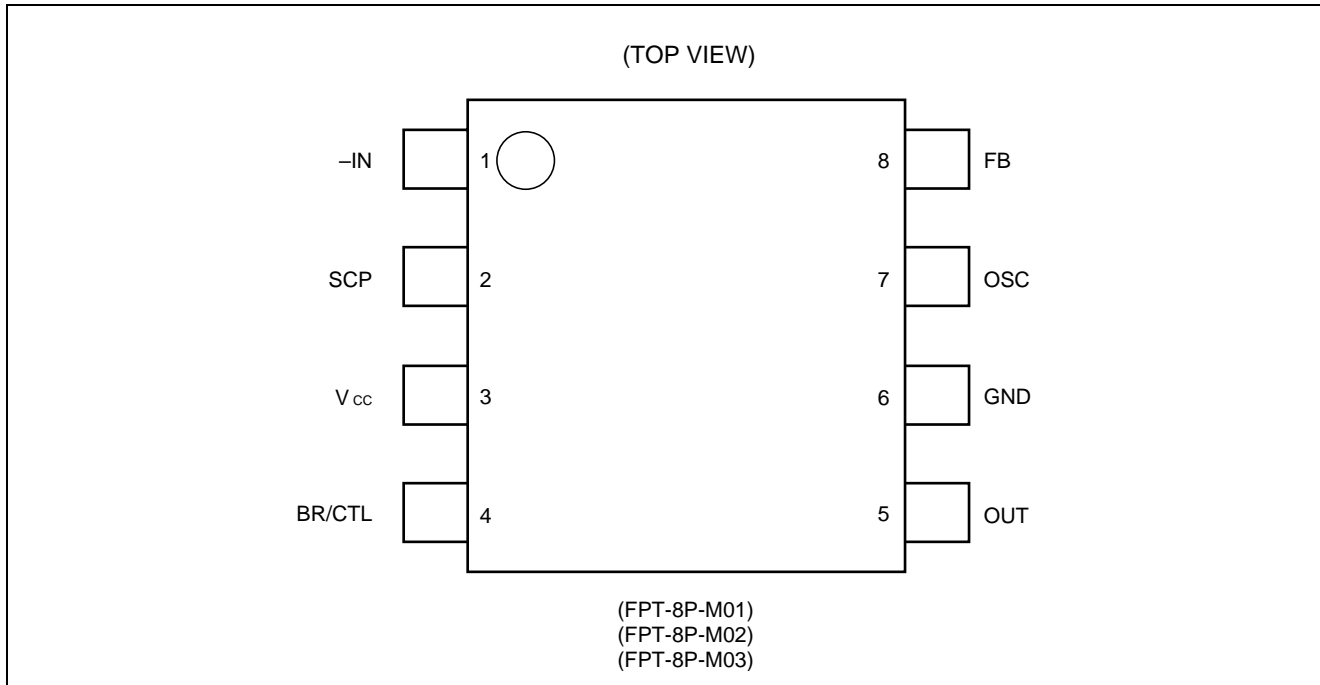 (TOP VIEW)
–IN 1 8 FB
SCP 2 7 OSC
VCC 3 6 GND
BR/CTL 4 5 OUT
(FPT-8P-M01)
(FPT-8P-M02)
(FPT-8P-M03)